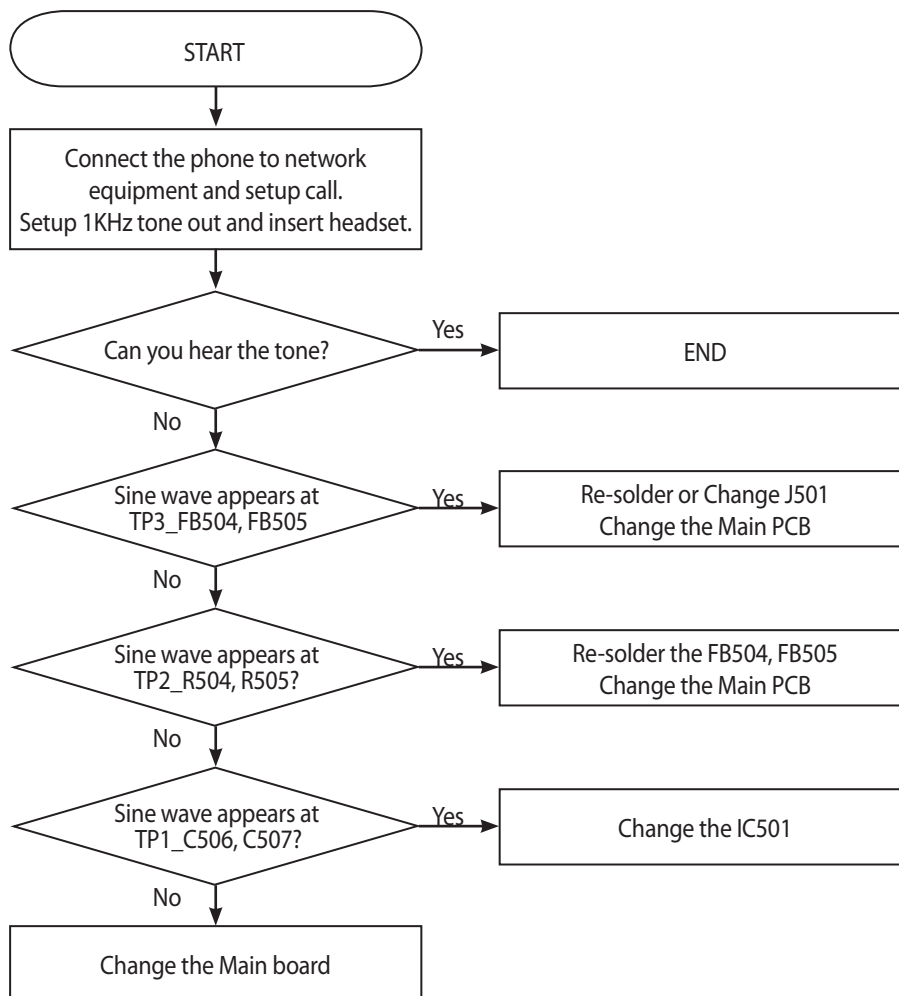 START
Connect the phone to network
equipment and setup call.
Setup 1KHz tone out and insert headset.
Can you hear the tone?
Yes
END
No
Sine wave appears at
TP3_FB504, FB505
Yes
Re-solder or Change J501
Change the Main PCB
No
Sine wave appears at
TP2_R504, R505?
Yes
Re-solder the FB504, FB505
Change the Main PCB
No
Sine wave appears at
TP1_C506, C507?
Yes
Change the IC501
No
Change the Main board